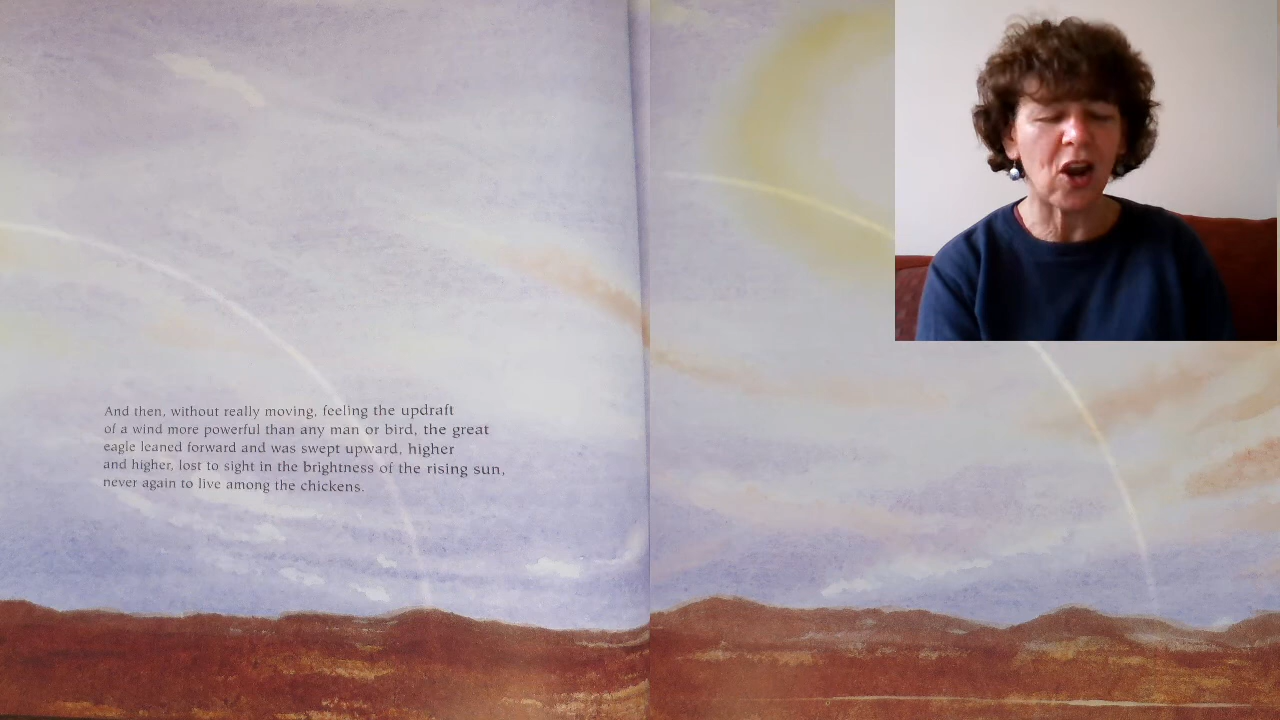 And then, without really moving, feeling the updraft
of a wind more powerful than any man or bird, the great
eagle leaned forward and was swept upward, higher
and higher, lost to sight in the brightness of the rising sun,
never again to live among the chickens.